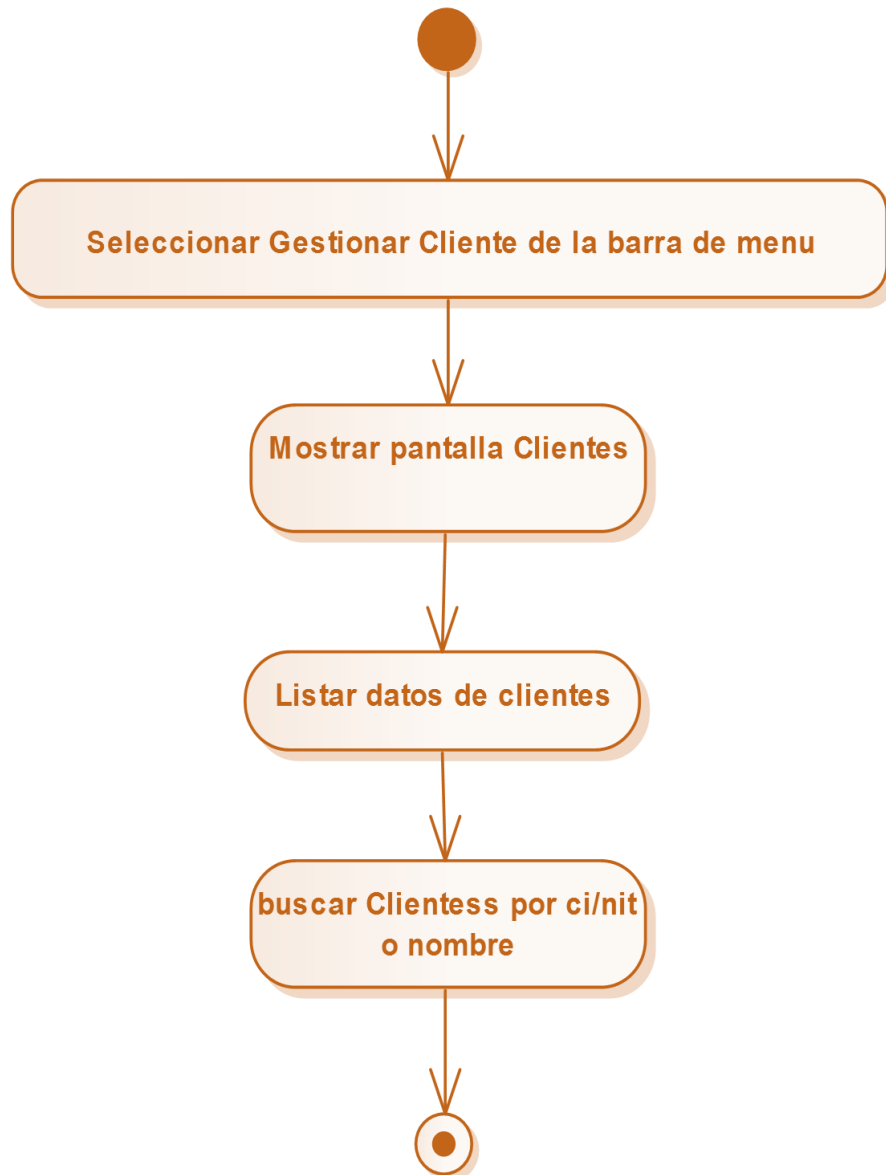 Seleccionar Gestionar Cliente de la barra de menu
Mostrar pantalla Clientes
Listar datos de clientes
buscar Clientess por ci/nit
o nombre